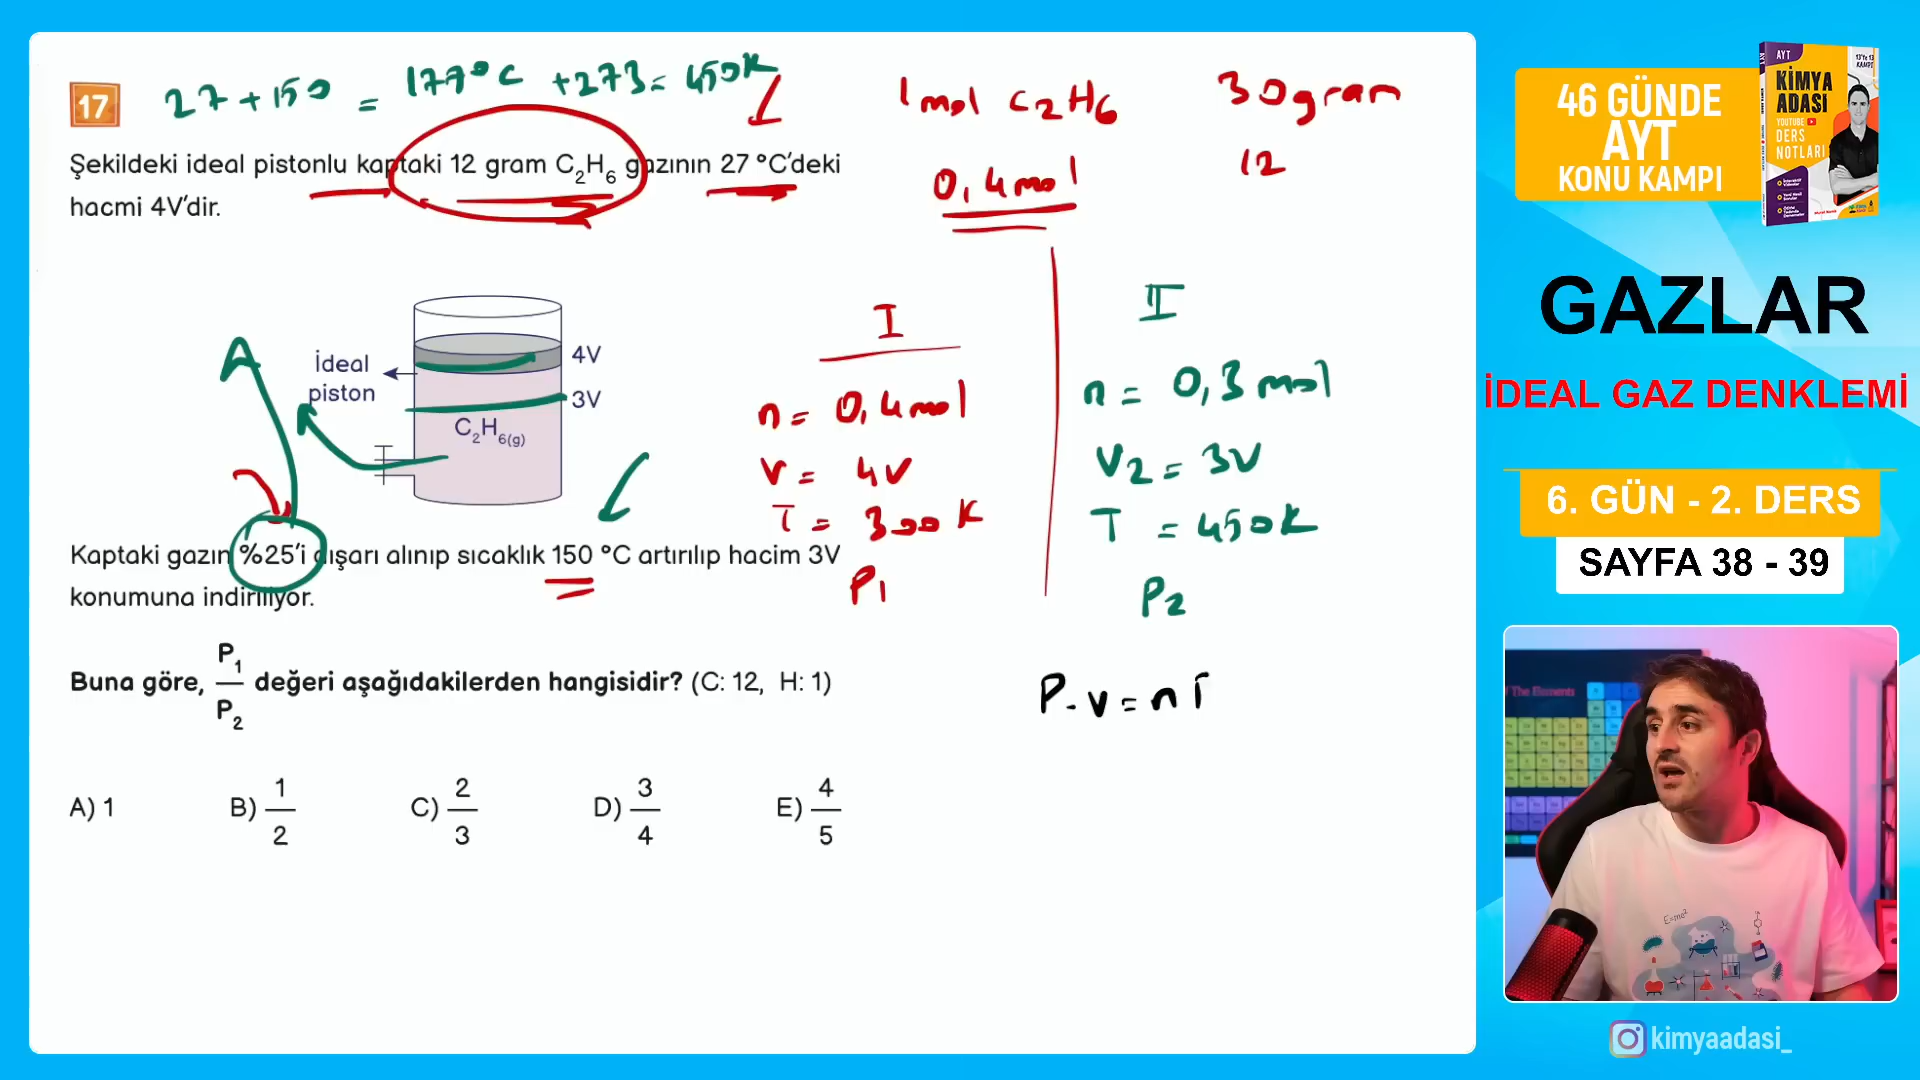 17
27 + 150 = 177°C +273 = 450K
I
1 mol C2H6 30 gram
0,4 mol 12
Şekildeki ideal pistonlu kaptaki 12 gram C₂H₆ gazının 27 °C'deki
hacmi 4V'dir.
İdeal
piston
4V
3V
C₂H₆(g)
I
n = 0,4 mol
V = 4V
T = 300 K
P1
II
n = 0,3 mol
V2 = 3V
T = 450K
P2
P.V = n T
Kaptaki gazın %25'i dışarı alınıp sıcaklık 150 °C artırılıp hacim 3V
konumuna indiriliyor.
Buna göre, P₁/P₂ değeri aşağıdakilerden hangisidir? (C: 12, H: 1)
A) 1 B) 1/2 C) 2/3 D) 3/4 E) 4/5
46 GÜNDE
AYT
KONU KAMPI
AYT
KİMYA
ADASI
YOUTUBE
DERS
NOTLARI
GAZLAR
İDEAL GAZ DENKLEMİ
6. GÜN - 2. DERS
SAYFA 38 - 39
The Elements
E=mc²
kimyaadasi_